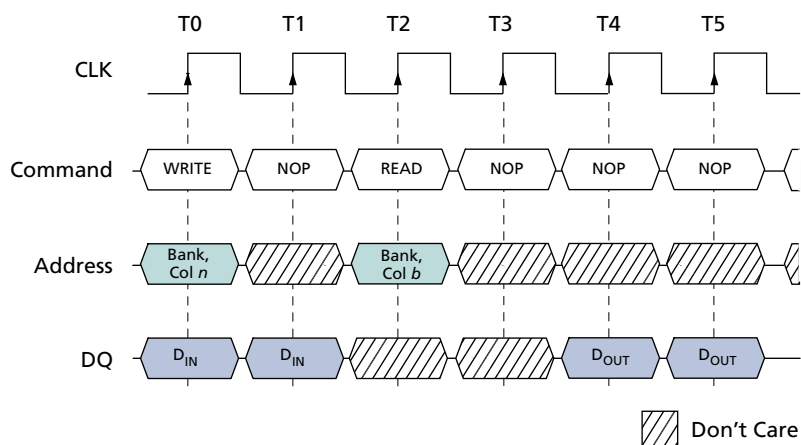 T0 T1 T2 T3 T4 T5
CLK
Command WRITE NOP READ NOP NOP NOP
Address Bank, Col n Bank, Col b
DQ DIN DIN DOUT DOUT
Don't Care